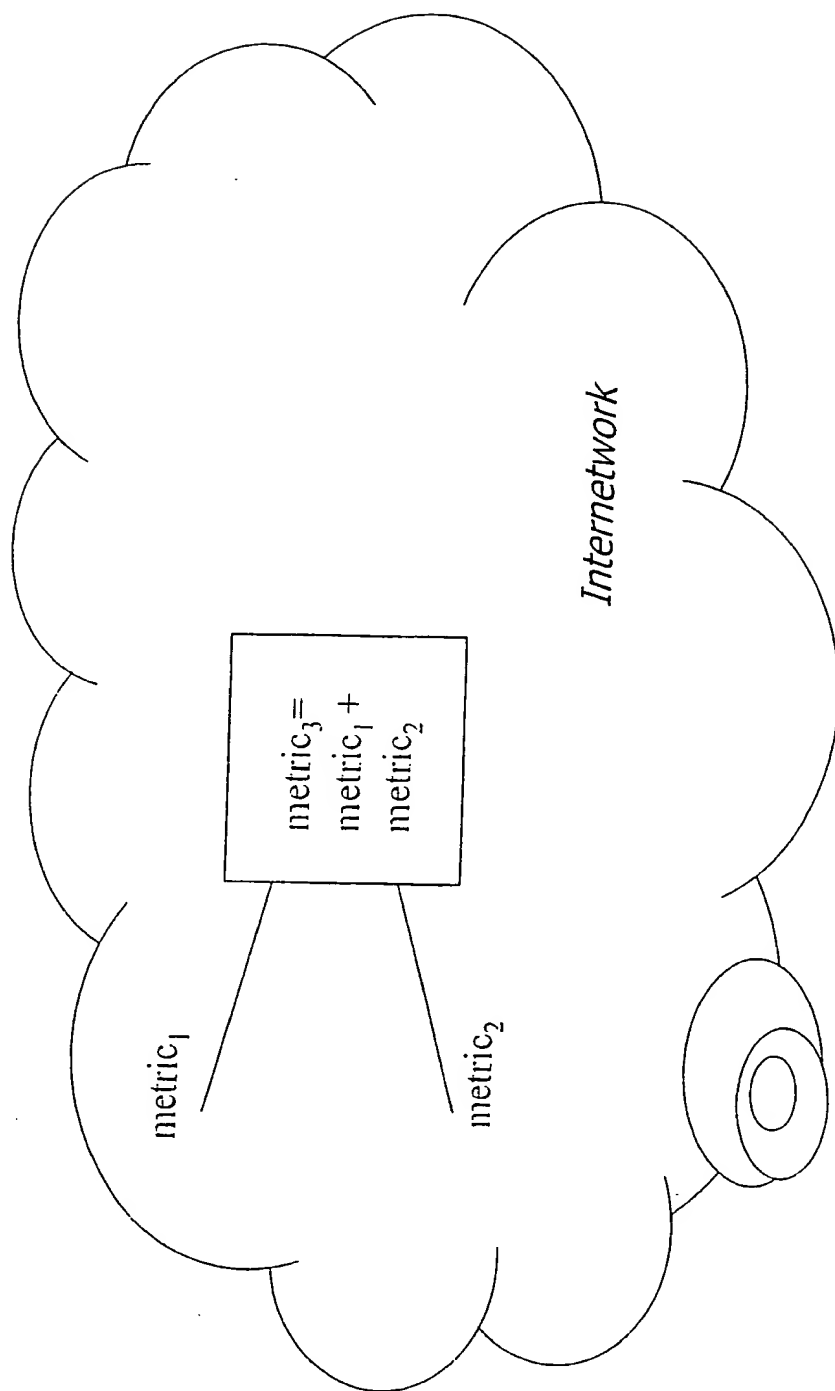 metric₁
metric₃=
metric₁ +
metric₂
metric₂
Internetwork